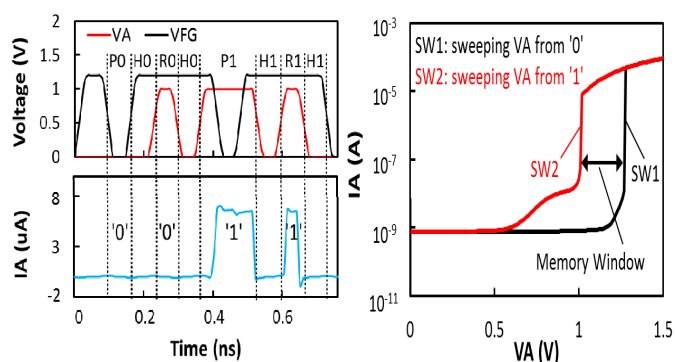 VA VFG
Voltage (V)
2
1.5
1
0.5
0
P0 H0 R0 H0 P1 H1 R1 H1
IA (uA)
8
3
-2
'0' '0' '1' '1'
0 0.2 0.4 0.6
Time (ns)
IA (A)
10-3
10-5
10-7
10-9
10-11
SW1: sweeping VA from '0'
SW2: sweeping VA from '1'
SW2
SW1
Memory Window
0 0.5 1 1.5
VA (V)